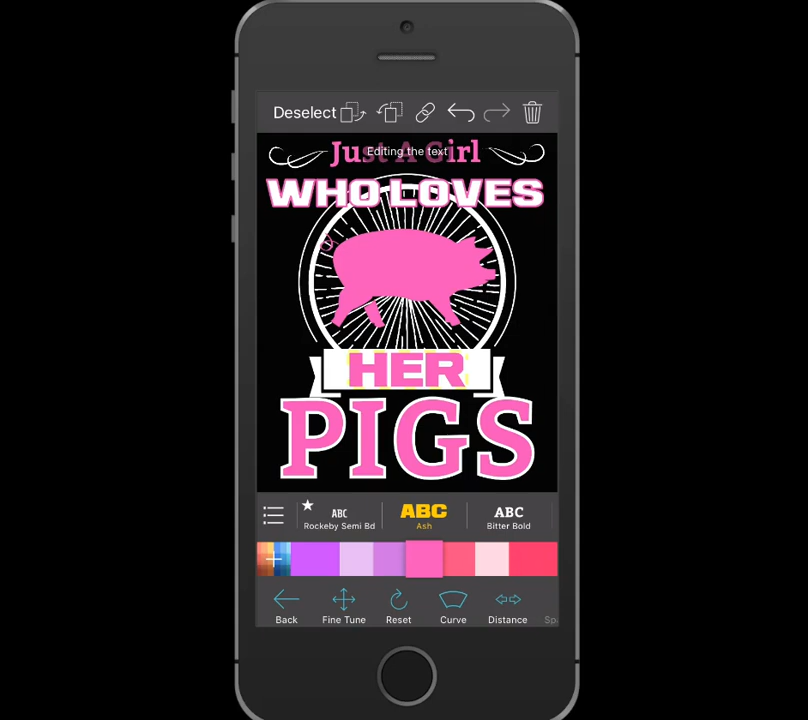 Deselect
Just A Girl
Editing the text
WHO LOVES
HER
PIGS
ABC
ABC
ABC
Rockeby Semi Bd
Ash
Bitter Bold
Back
Fine Tune
Reset
Curve
Distance